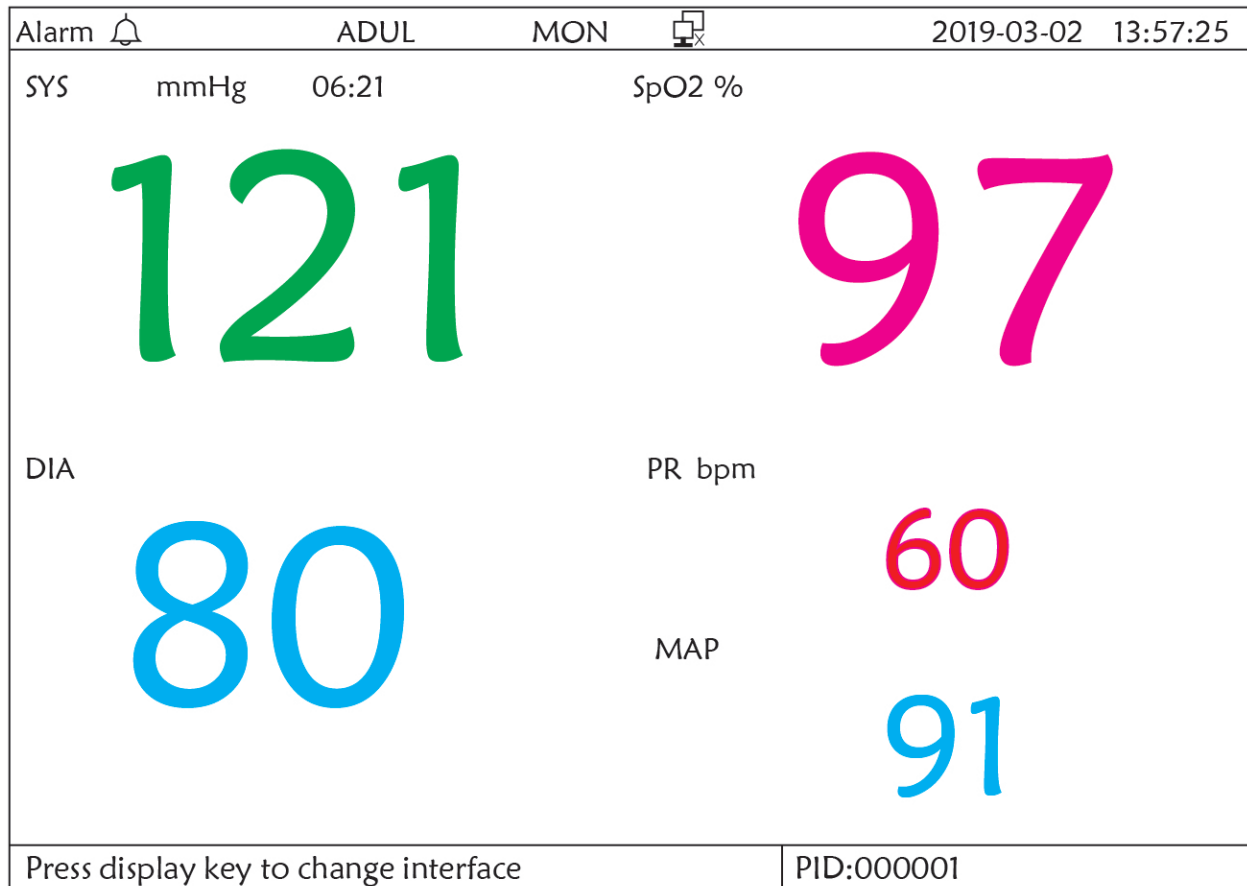 Alarm ADUL MON 2019-03-02 13:57:25
SYS mmHg 06:21 SpO2 %
121 97
DIA PR bpm
80 60
MAP
91
Press display key to change interface PID:000001